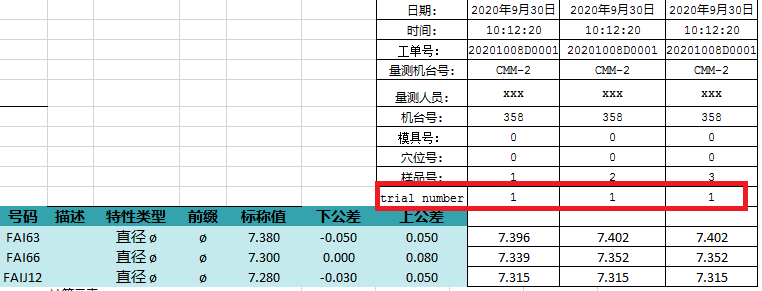 日期: 2020年9月30日 2020年9月30日 2020年9月30日
时间: 10:12:20 10:12:20 10:12:20
工单号: 20201008D0001 20201008D0001 20201008D0001
量测机台号: CMM-2 CMM-2 CMM-2
量测人员: xxx xxx xxx
机台号: 358 358 358
模具号: 0 0 0
穴位号: 0 0 0
样品号: 1 2 3
trial number 1 1 1
号码 描述 特性类型 前缀 标称值 下公差 上公差
FAI63 直径ø ø 7.380 -0.050 0.050 7.396 7.402 7.402
FAI66 直径ø ø 7.300 0.000 0.080 7.339 7.352 7.352
FAIJ12 直径ø ø 7.280 -0.030 0.050 7.315 7.315 7.315